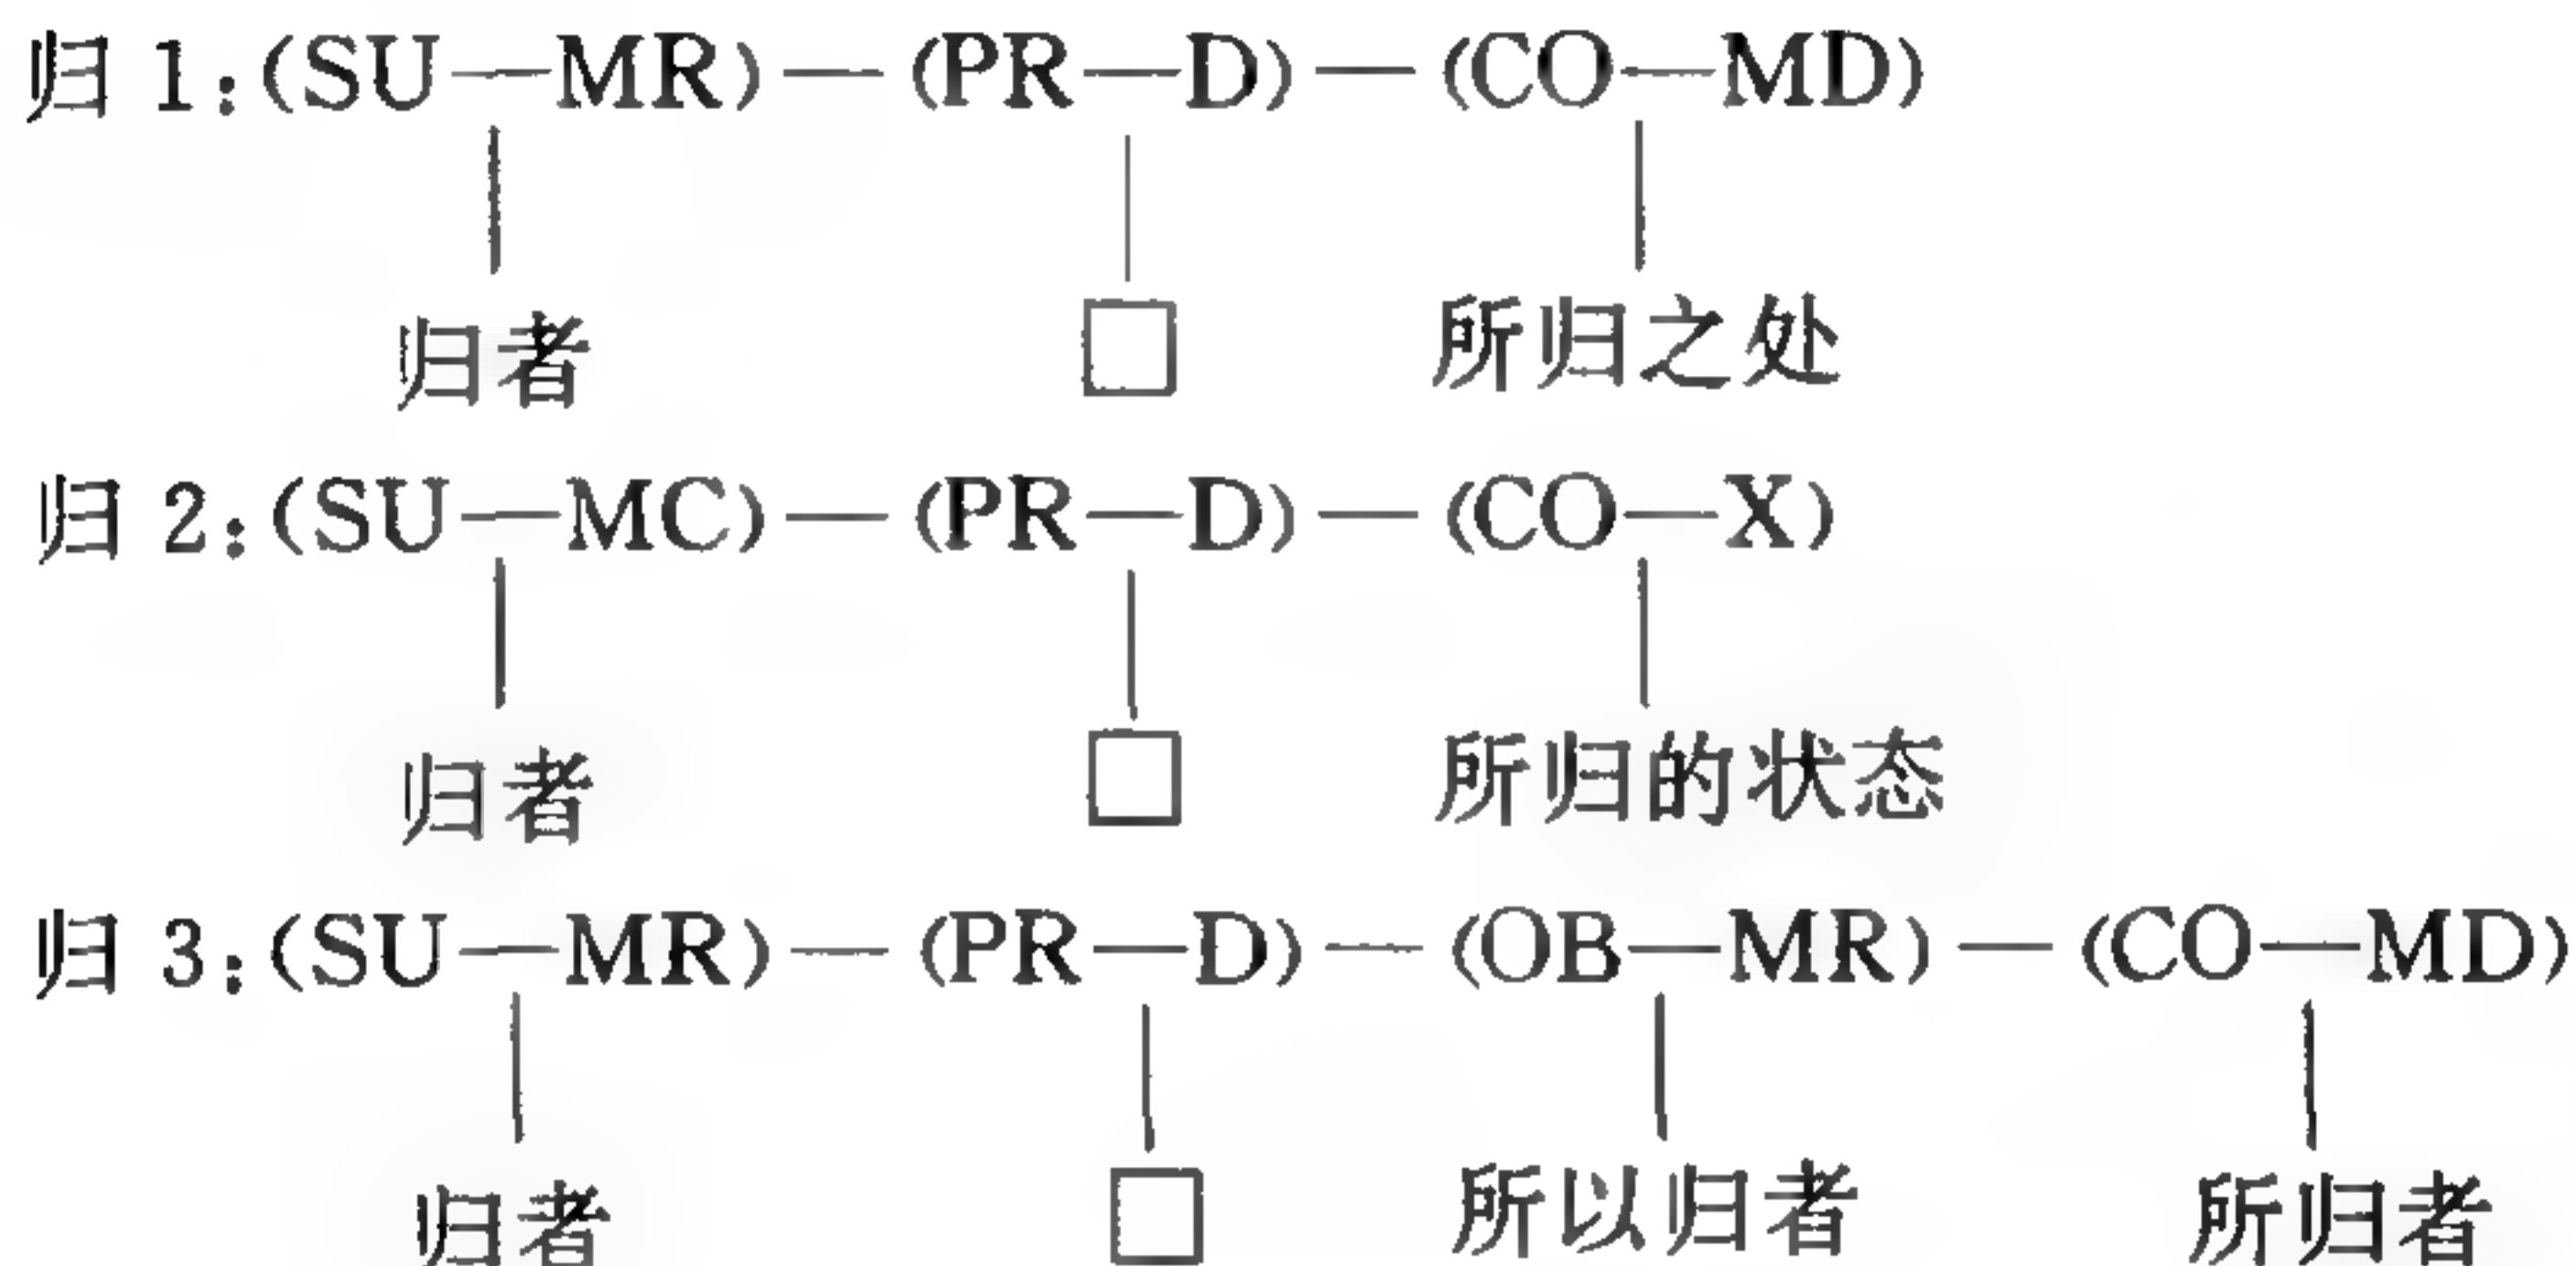 归 1:(SU—MR)—(PR—D)—(CO—MD)
归者 □ 所归之处
归 2:(SU—MC)—(PR—D)—(CO—X)
归者 □ 所归的状态
归 3:(SU—MR)—(PR—D)—(OB—MR)—(CO—MD)
归者 □ 所以归者 所归者